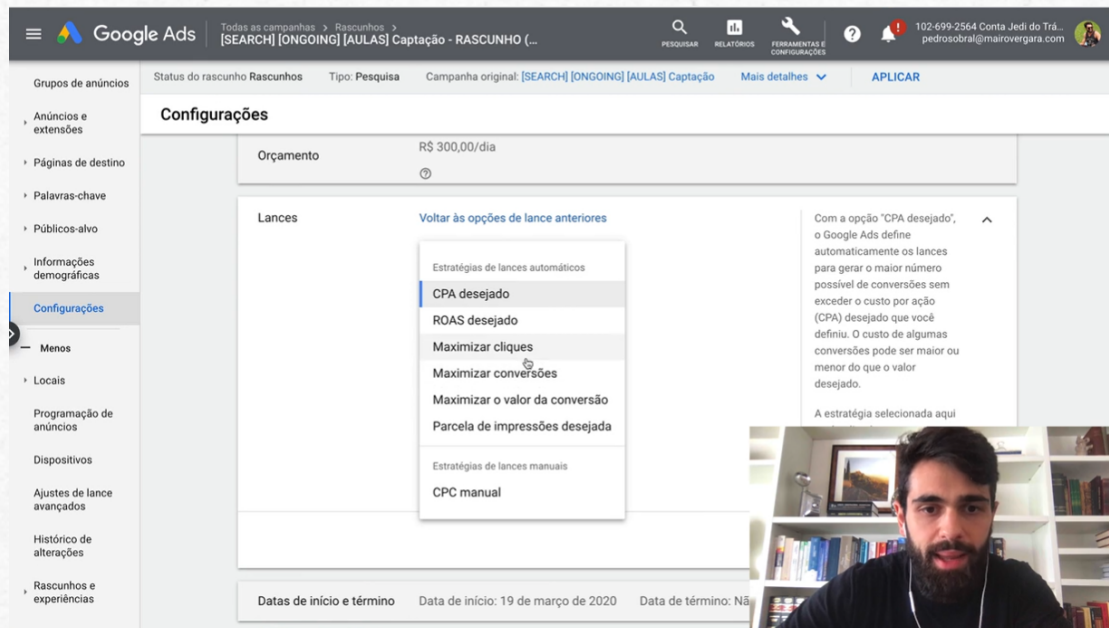 Google Ads
Todas as campanhas > Rascunhos >
[SEARCH] [ONGOING] [AULAS] Captação - RASCUNHO (...
PESQUISAR
RELATÓRIOS
FERRAMENTAS E
CONFIGURAÇÕES
102-699-2564 Conta Jedi do Trá...
pedrosobral@mairovergara.com
Status do rascunho Rascunhos
Tipo: Pesquisa
Campanha original: [SEARCH] [ONGOING] [AULAS] Captação
Mais detalhes
APLICAR
Configurações
Grupos de anúncios
Anúncios e
extensões
Páginas de destino
Palavras-chave
Públicos-alvo
Informações
demográficas
Configurações
Menos
Locais
Programação de
anúncios
Dispositivos
Ajustes de lance
avançados
Histórico de
alterações
Rascunhos e
experiências
Orçamento
R$ 300,00/dia
Lances
Voltar às opções de lance anteriores
Estratégias de lances automáticos
CPA desejado
ROAS desejado
Maximizar cliques
Maximizar conversões
Maximizar o valor da conversão
Parcela de impressões desejada
Estratégias de lances manuais
CPC manual
Com a opção "CPA desejado",
o Google Ads define
automaticamente os lances
para gerar o maior número
possível de conversões sem
exceder o custo por ação
(CPA) desejado que você
definiu. O custo de algumas
conversões pode ser maior ou
menor do que o valor
desejado.
A estratégia selecionada aqui
Datas de início e término
Data de início: 19 de março de 2020
Data de término: Nã